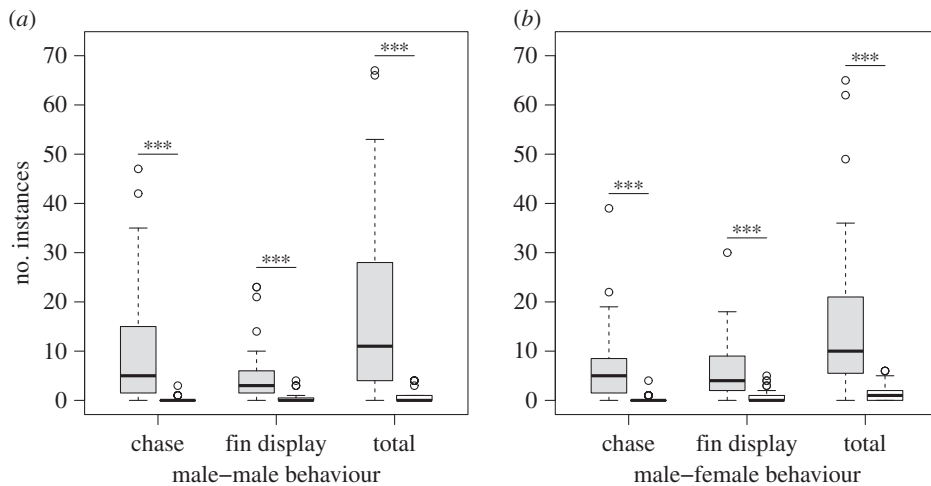 (a)
(b)
no. instances
70
60
50
40
30
20
10
0
***
***
***
chase
fin display
total
male−male behaviour
70
60
50
40
30
20
10
0
***
***
***
chase
fin display
total
male−female behaviour